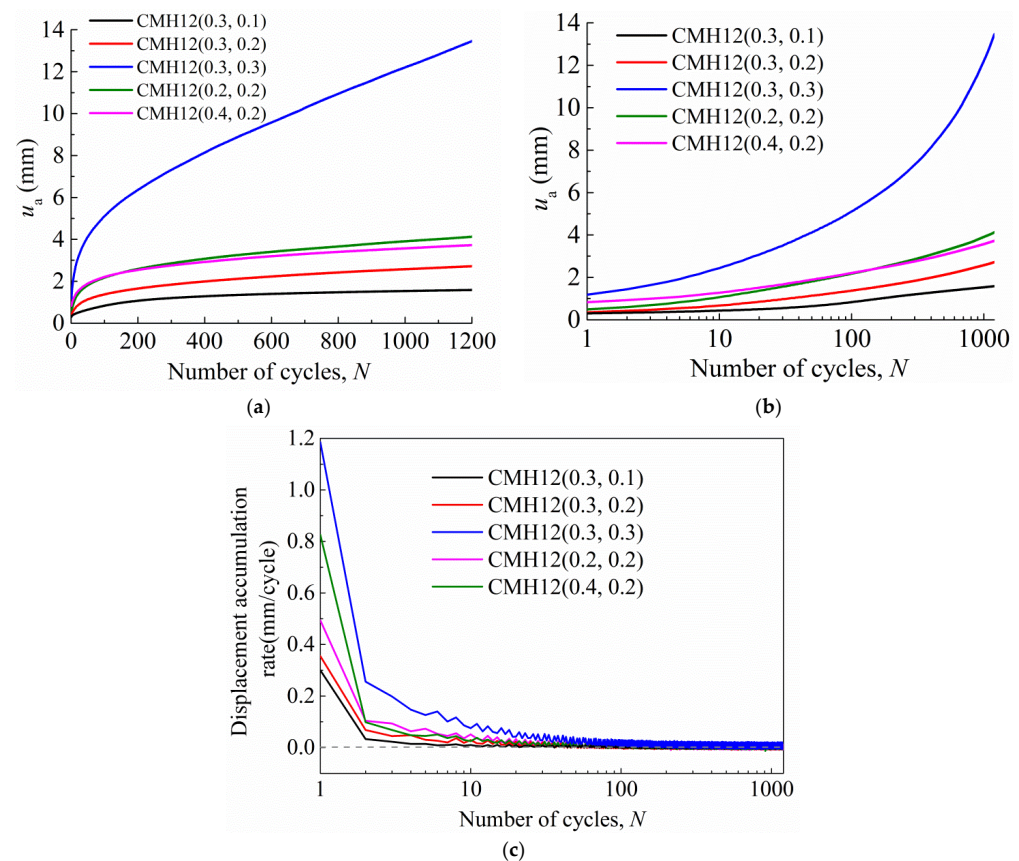 CMH12(0.3, 0.1)
CMH12(0.3, 0.2)
CMH12(0.3, 0.3)
CMH12(0.2, 0.2)
CMH12(0.4, 0.2)
14
12
10
8
6
4
2
0
uₐ (mm)
0 200 400 600 800 1000 1200
Number of cycles, N
(a)
CMH12(0.3, 0.1)
CMH12(0.3, 0.2)
CMH12(0.3, 0.3)
CMH12(0.2, 0.2)
CMH12(0.4, 0.2)
14
12
10
8
6
4
2
0
uₐ (mm)
1 10 100 1000
Number of cycles, N
(b)
CMH12(0.3, 0.1)
CMH12(0.3, 0.2)
CMH12(0.3, 0.3)
CMH12(0.2, 0.2)
CMH12(0.4, 0.2)
1.2
1.0
0.8
0.6
0.4
0.2
0.0
Displacement accumulation
rate(mm/cycle)
1 10 100 1000
Number of cycles, N
(c)